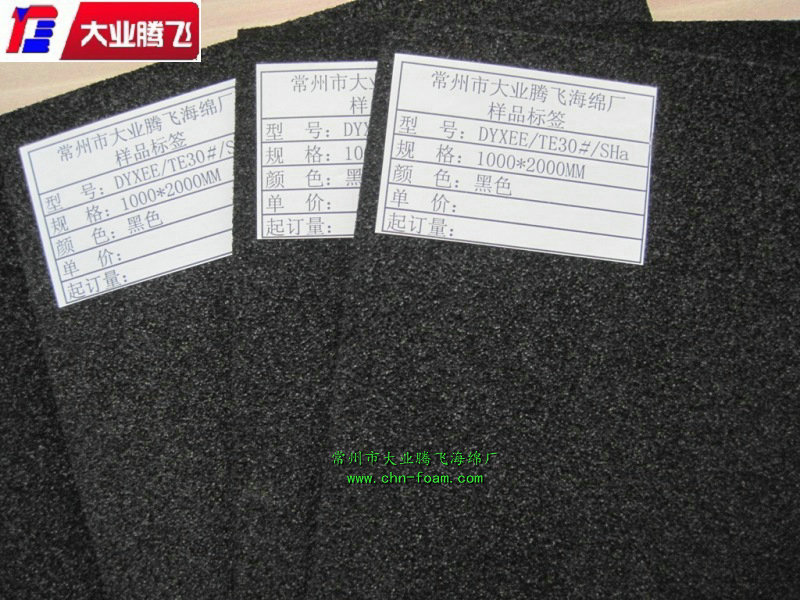 大业腾飞
常州市大业腾飞海绵厂
样品标签
型 号: DYXEE/TE30#/S
规 格: 1000*2000MM
颜 色: 黑色
单 价:
起订量:
常州市大
样
型 号: DY
规 格: 10
颜 色: 黑
单 价:
起订量:
常州市大业腾飞海绵厂
样品标签
型 号: DYXEE/TE30#/SHa
规 格: 1000*2000MM
颜 色: 黑色
单 价:
起订量:
常州市大业腾飞海绵厂
www.chn-foam.com